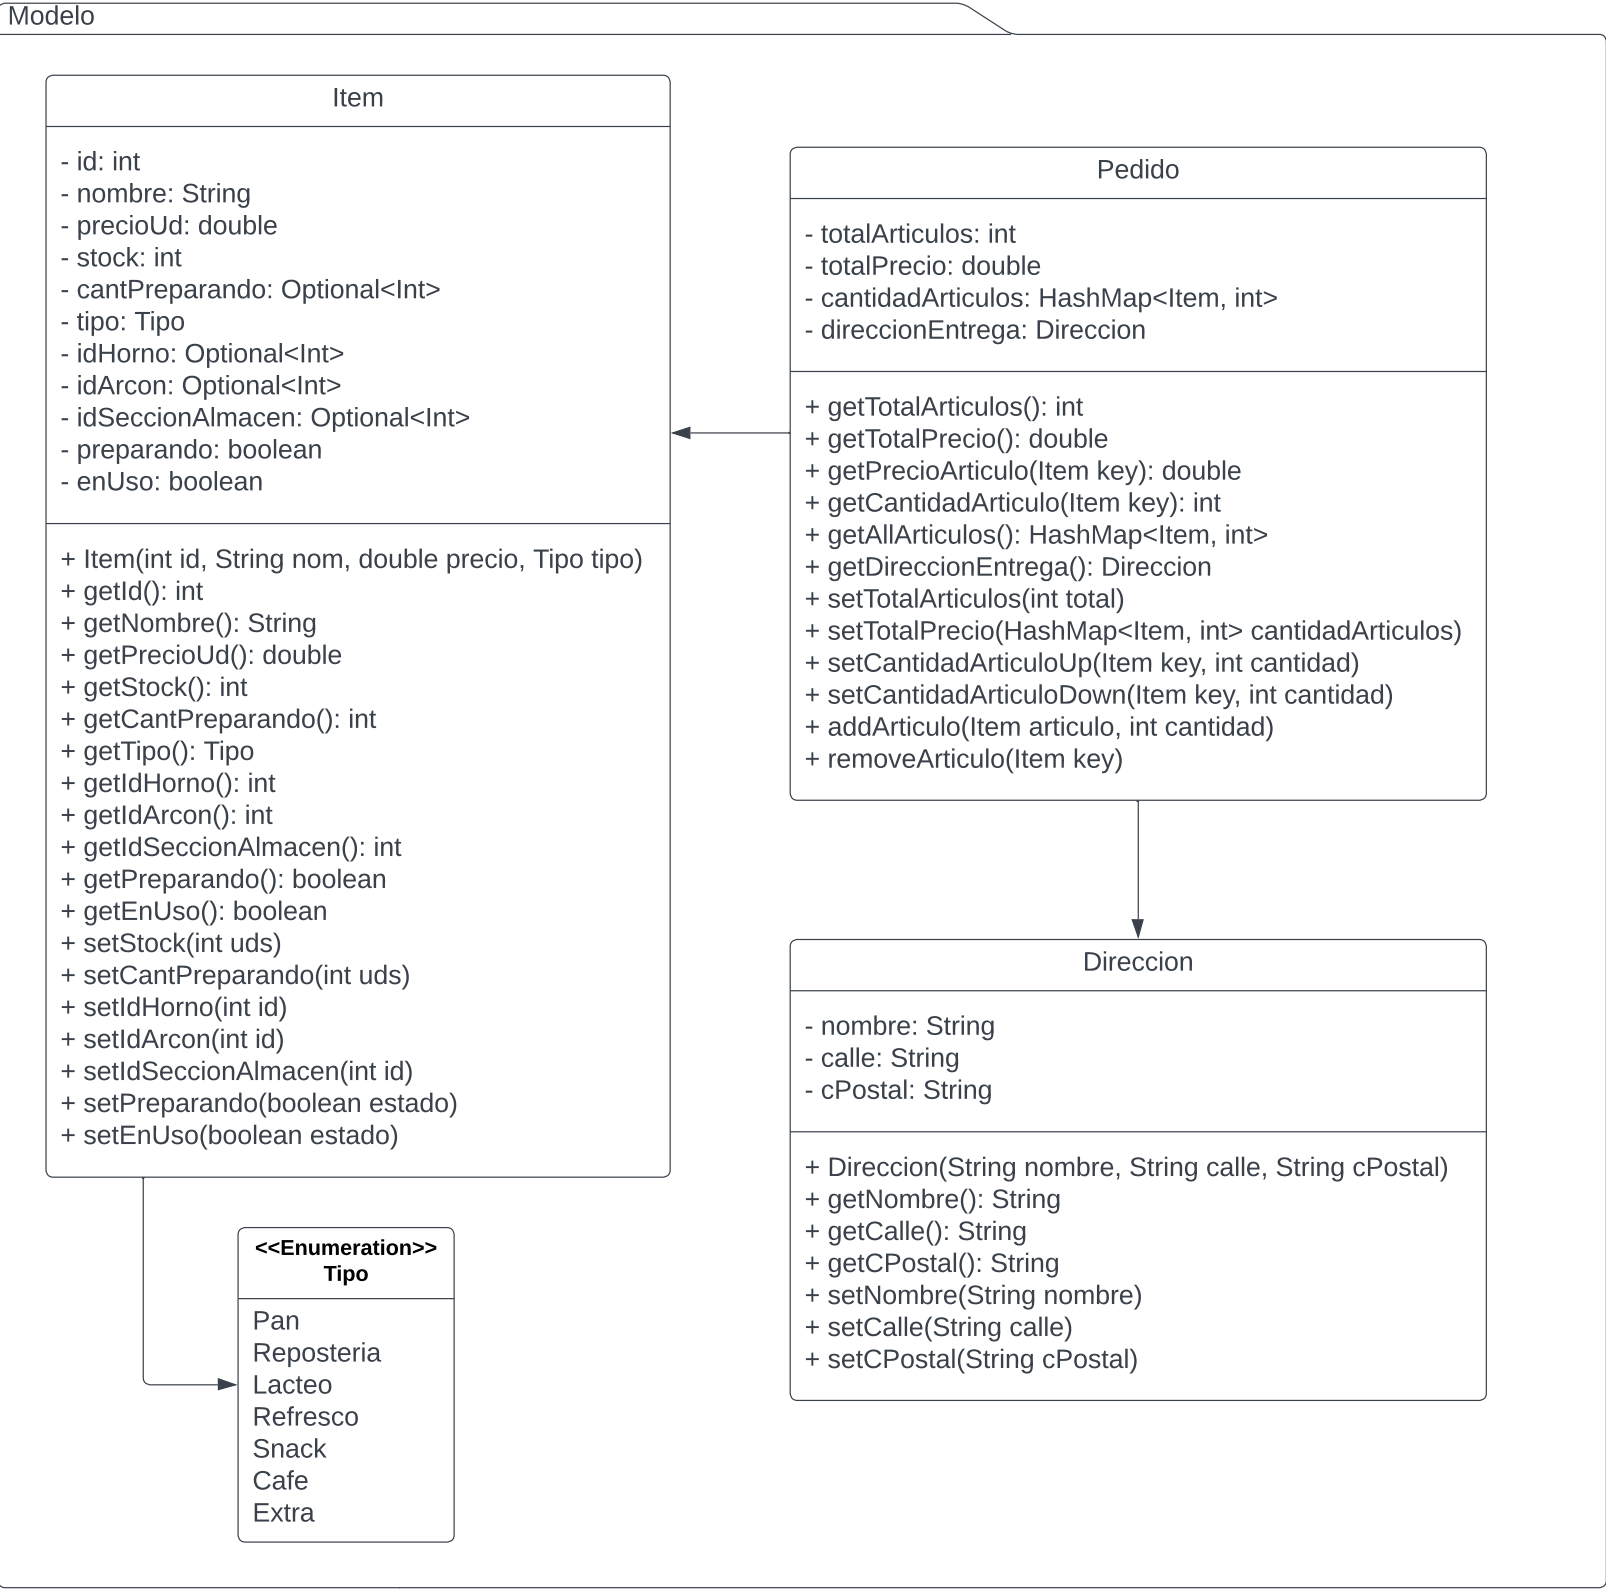 Modelo
Item
- id: int
- nombre: String
- precioUd: double
- stock: int
- cantPreparando: Optional<Int>
- tipo: Tipo
- idHorno: Optional<Int>
- idArcon: Optional<Int>
- idSeccionAlmacen: Optional<Int>
- preparando: boolean
- enUso: boolean
+ Item(int id, String nom, double precio, Tipo tipo)
+ getId(): int
+ getNombre(): String
+ getPrecioUd(): double
+ getStock(): int
+ getCantPreparando(): int
+ getTipo(): Tipo
+ getIdHorno(): int
+ getIdArcon(): int
+ getIdSeccionAlmacen(): int
+ getPreparando(): boolean
+ getEnUso(): boolean
+ setStock(int uds)
+ setCantPreparando(int uds)
+ setIdHorno(int id)
+ setIdArcon(int id)
+ setIdSeccionAlmacen(int id)
+ setPreparando(boolean estado)
+ setEnUso(boolean estado)
<<Enumeration>>
Tipo
Pan
Reposteria
Lacteo
Refresco
Snack
Cafe
Extra
Pedido
- totalArticulos: int
- totalPrecio: double
- cantidadArticulos: HashMap<Item, int>
- direccionEntrega: Direccion
+ getTotalArticulos(): int
+ getTotalPrecio(): double
+ getPrecioArticulo(Item key): double
+ getCantidadArticulo(Item key): int
+ getAllArticulos(): HashMap<Item, int>
+ getDireccionEntrega(): Direccion
+ setTotalArticulos(int total)
+ setTotalPrecio(HashMap<Item, int> cantidadArticulos)
+ setCantidadArticuloUp(Item key, int cantidad)
+ setCantidadArticuloDown(Item key, int cantidad)
+ addArticulo(Item articulo, int cantidad)
+ removeArticulo(Item key)
Direccion
- nombre: String
- calle: String
- cPostal: String
+ Direccion(String nombre, String calle, String cPostal)
+ getNombre(): String
+ getCalle(): String
+ getCPostal(): String
+ setNombre(String nombre)
+ setCalle(String calle)
+ setCPostal(String cPostal)